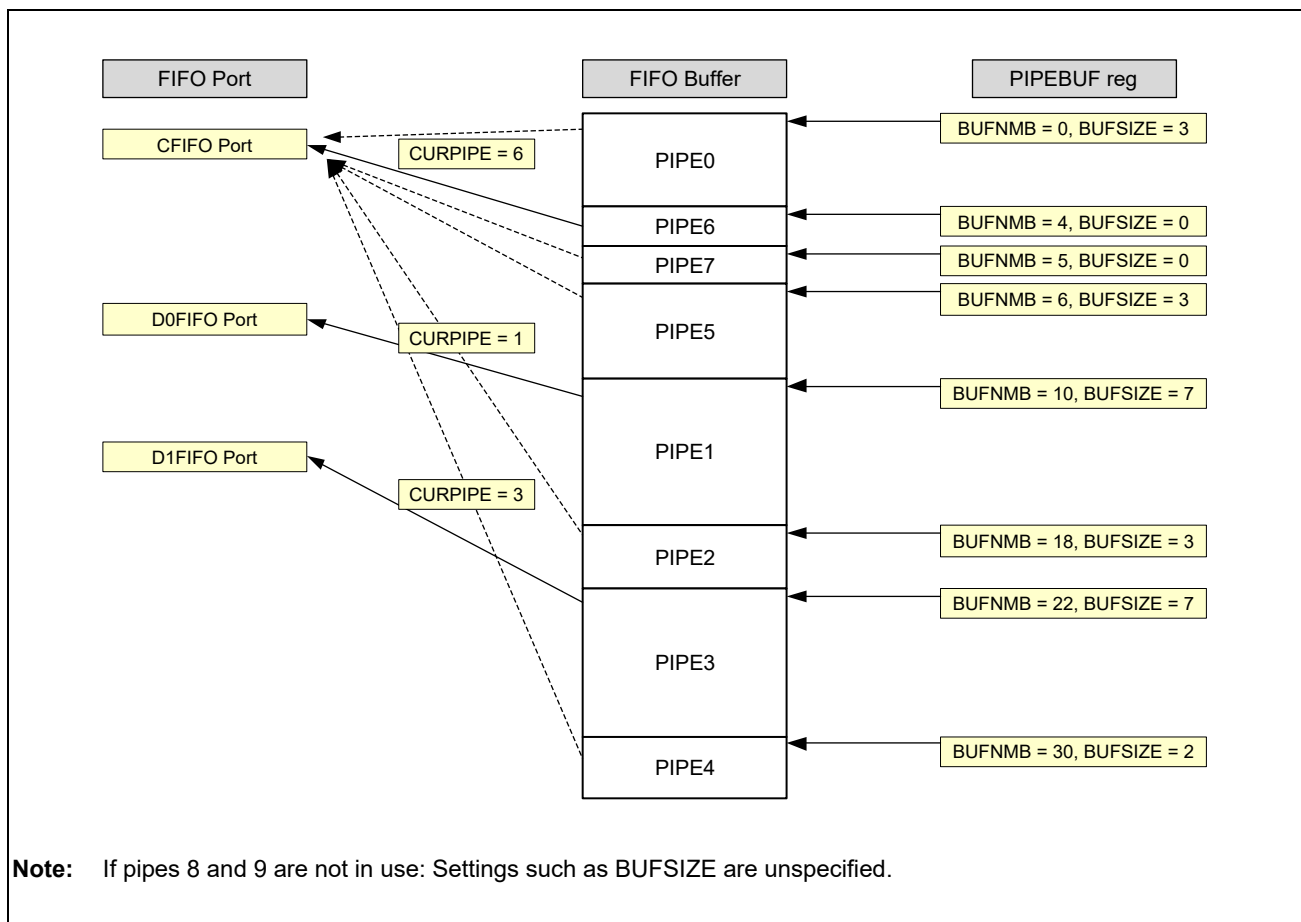 FIFO Port
FIFO Buffer
PIPEBUF reg
CFIFO Port
CURPIPE = 6
D0FIFO Port
CURPIPE = 1
D1FIFO Port
CURPIPE = 3
PIPE0
PIPE6
PIPE7
PIPE5
PIPE1
PIPE2
PIPE3
PIPE4
BUFNMB = 0, BUFSIZE = 3
BUFNMB = 4, BUFSIZE = 0
BUFNMB = 5, BUFSIZE = 0
BUFNMB = 6, BUFSIZE = 3
BUFNMB = 10, BUFSIZE = 7
BUFNMB = 18, BUFSIZE = 3
BUFNMB = 22, BUFSIZE = 7
BUFNMB = 30, BUFSIZE = 2
Note: If pipes 8 and 9 are not in use: Settings such as BUFSIZE are unspecified.